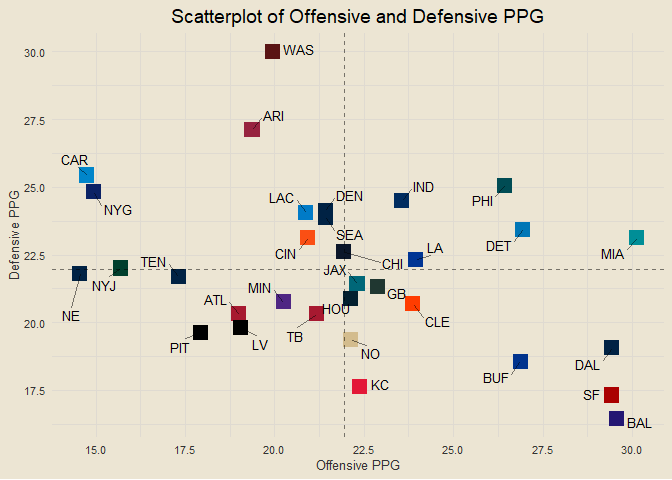 Scatterplot of Offensive and Defensive PPG
30.0
WAS
27.5
ARI
CAR
25.0
NYG
LAC
DEN
IND
PHI
SEA
CIN
CHI
LA
DET
MIA
Defensive PPG
22.5
TEN
NYJ
NE
JAX
MIN
HOU
GB
ATL
TB
CLE
20.0
PIT
LV
NO
KC
BUF
DAL
SF
BAL
17.5
15.0 17.5 20.0 22.5 25.0 27.5 30.0
Offensive PPG